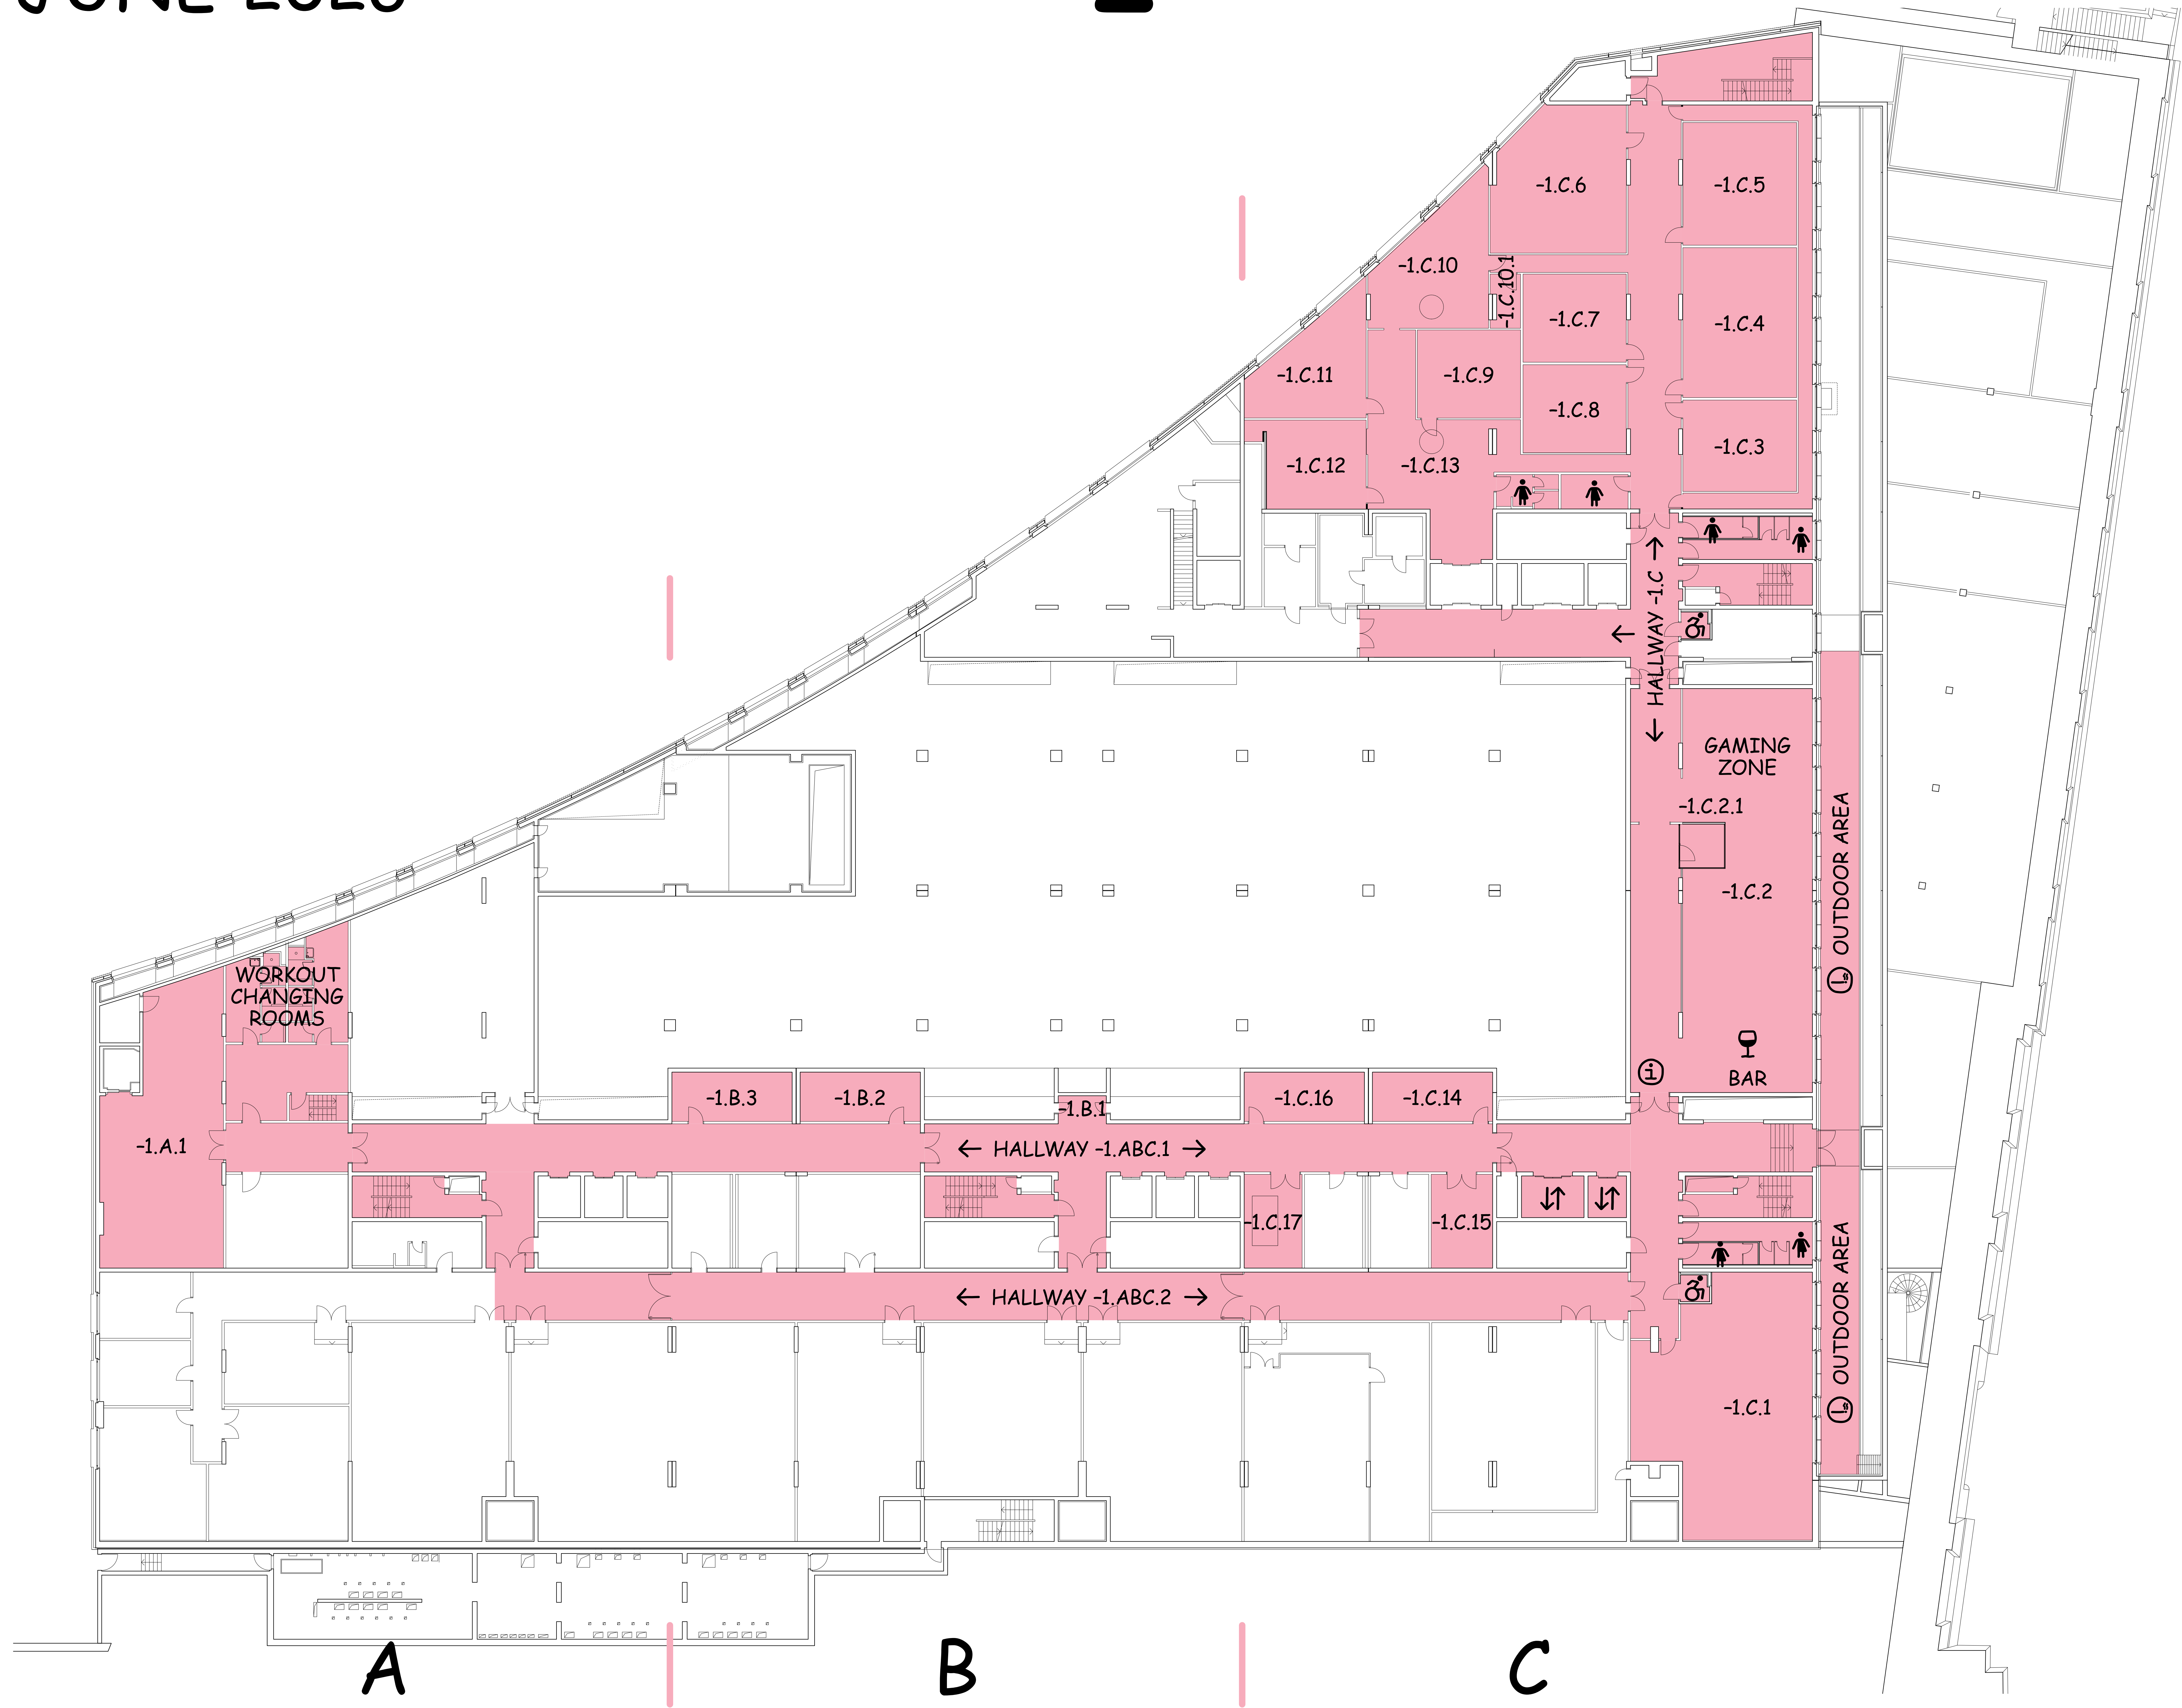 -1.C.6
-1.C.5
-1.C.10
-1.C.10.1
-1.C.7
-1.C.4
-1.C.11
-1.C.9
-1.C.8
-1.C.3
-1.C.12
-1.C.13
← HALLWAY -1.C →
←
GAMING
ZONE
-1.C.2.1
-1.C.2
OUTDOOR AREA
WORKOUT
CHANGING
ROOMS
i
BAR
-1.B.3
-1.B.2
-1.B.1
-1.C.16
-1.C.14
-1.A.1
← HALLWAY -1.ABC.1 →
-1.C.17
-1.C.15
← HALLWAY -1.ABC.2 →
OUTDOOR AREA
-1.C.1
A
B
C